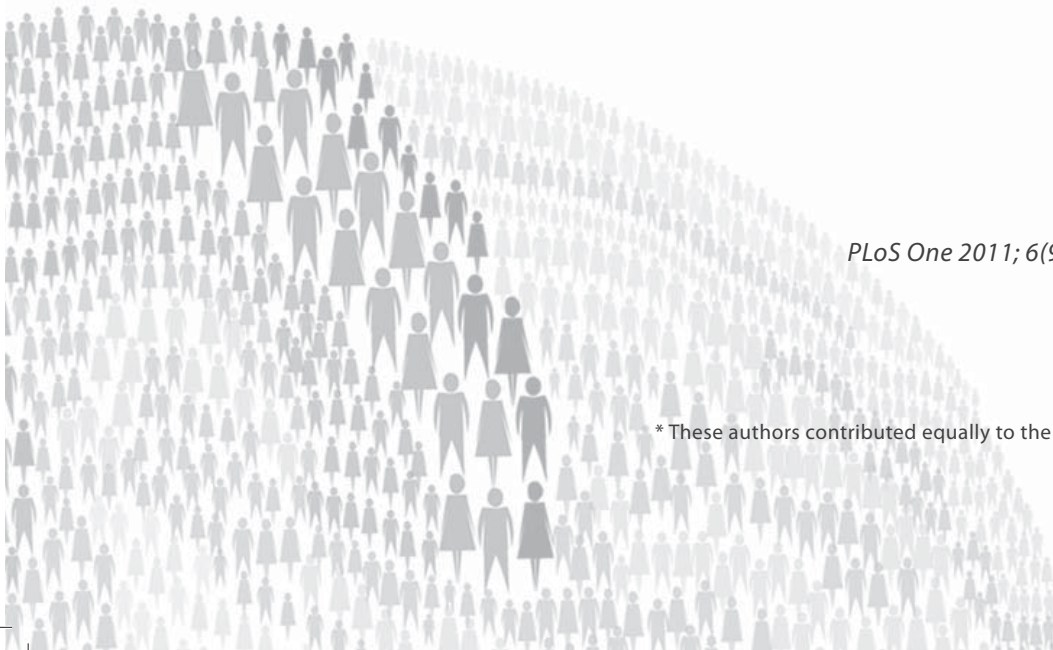 PLoS One 2011; 6(9
* These authors contributed equally to the